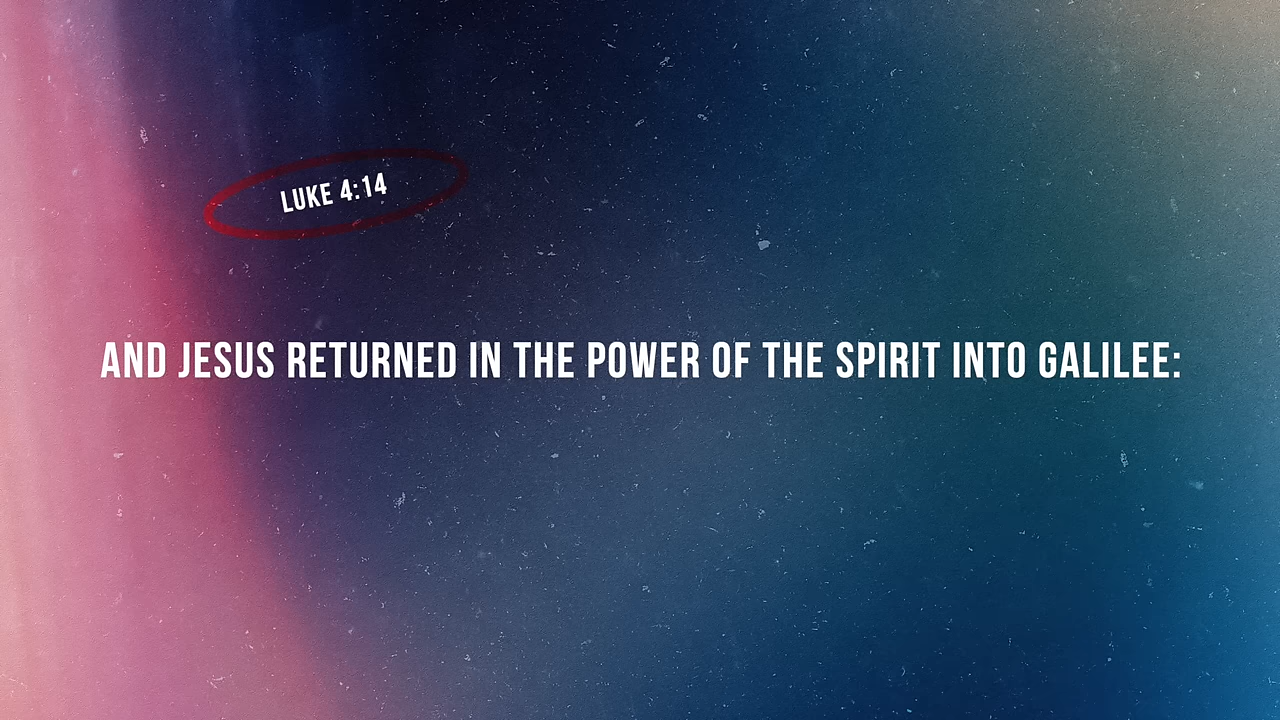 LUKE 4:14
AND JESUS RETURNED IN THE POWER OF THE SPIRIT INTO GALILEE: